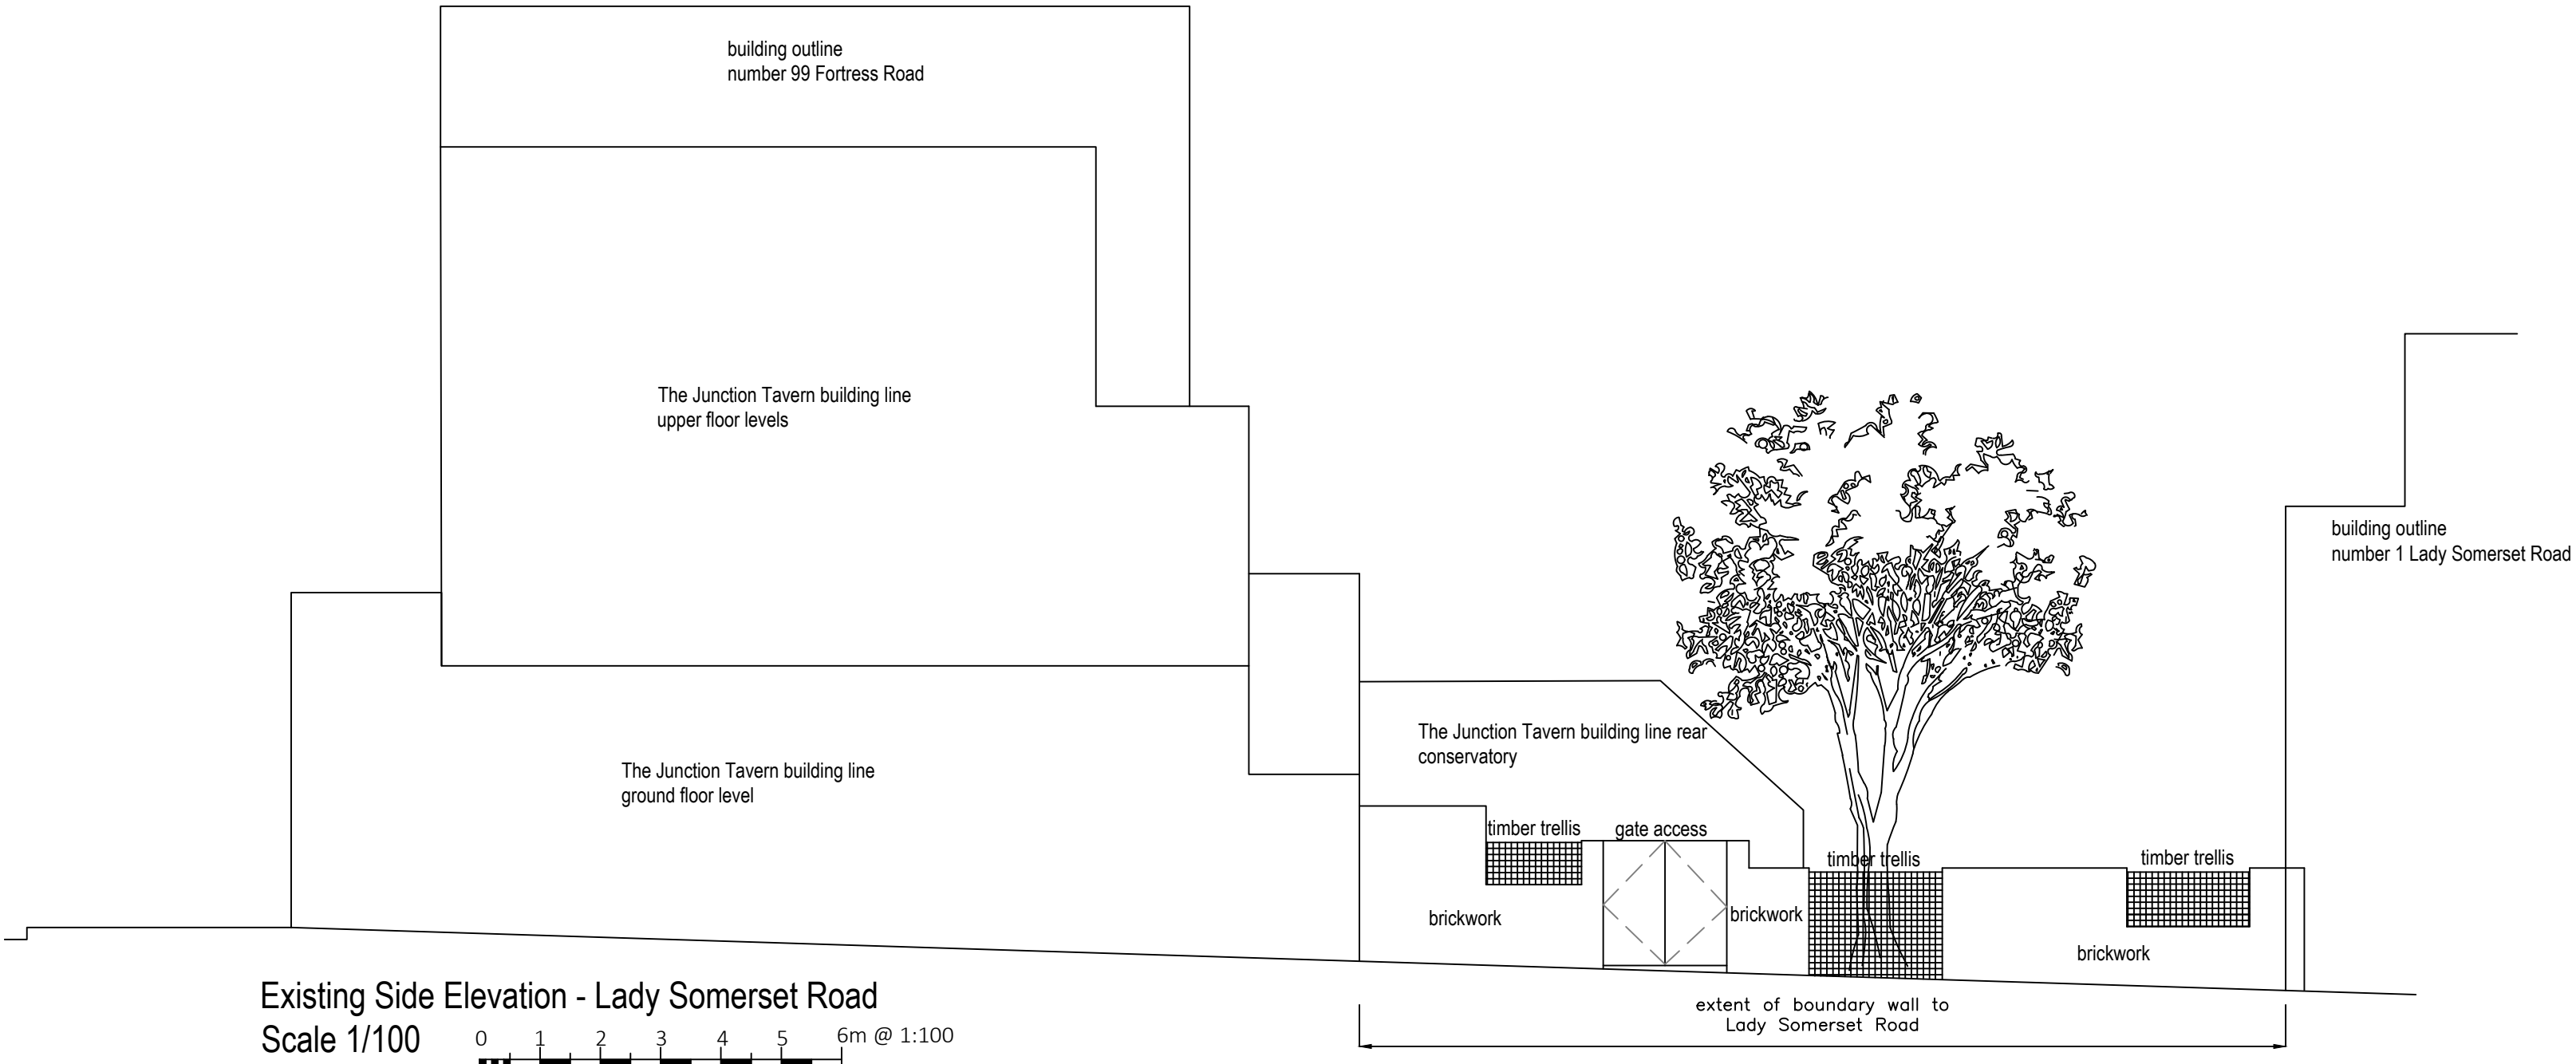 building outline
number 99 Fortress Road
The Junction Tavern building line
upper floor levels
building outline
number 1 Lady Somerset Road
The Junction Tavern building line rear
conservatory
The Junction Tavern building line
ground floor level
timber trellis
gate access
timber trellis
timber trellis
brickwork
brickwork
brickwork
extent of boundary wall to
Lady Somerset Road
Existing Side Elevation - Lady Somerset Road
Scale 1/100
0 1 2 3 4 5 6m @ 1:100